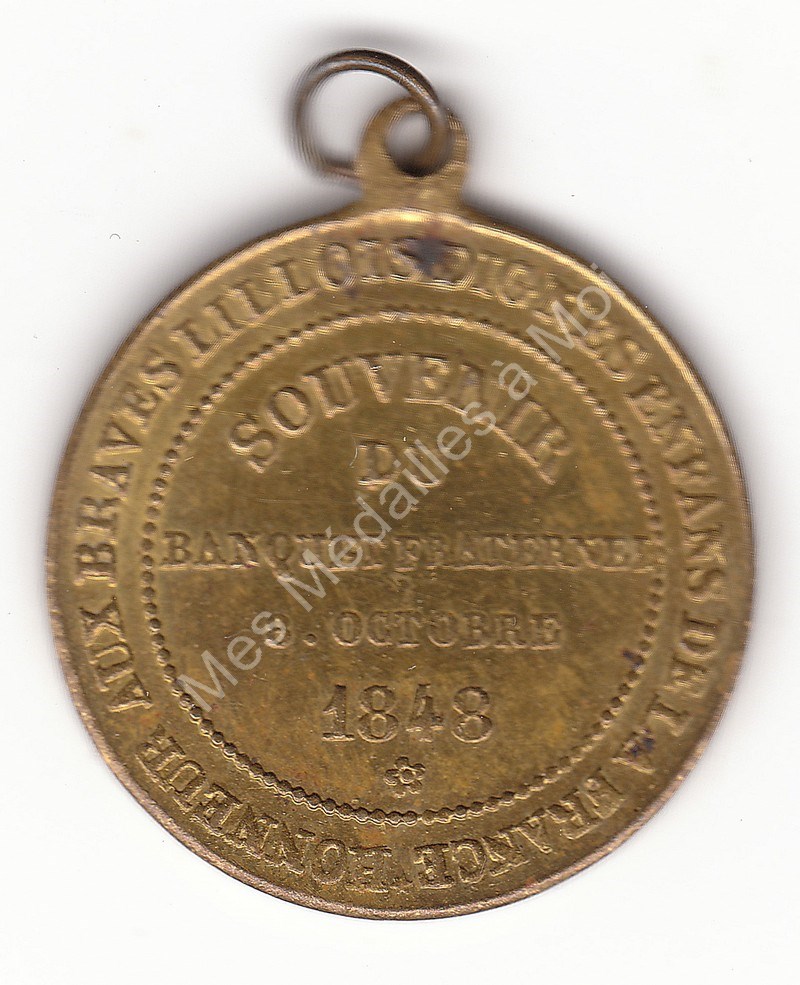 HONNEUR AUX BRAVES LILLOIS DIGNES ENFANS DE LA FRANCE
SOUVENIR
DU
BANQUET FRATERNEL
9. OCTOBRE
1848
Mes Médailles à Moi